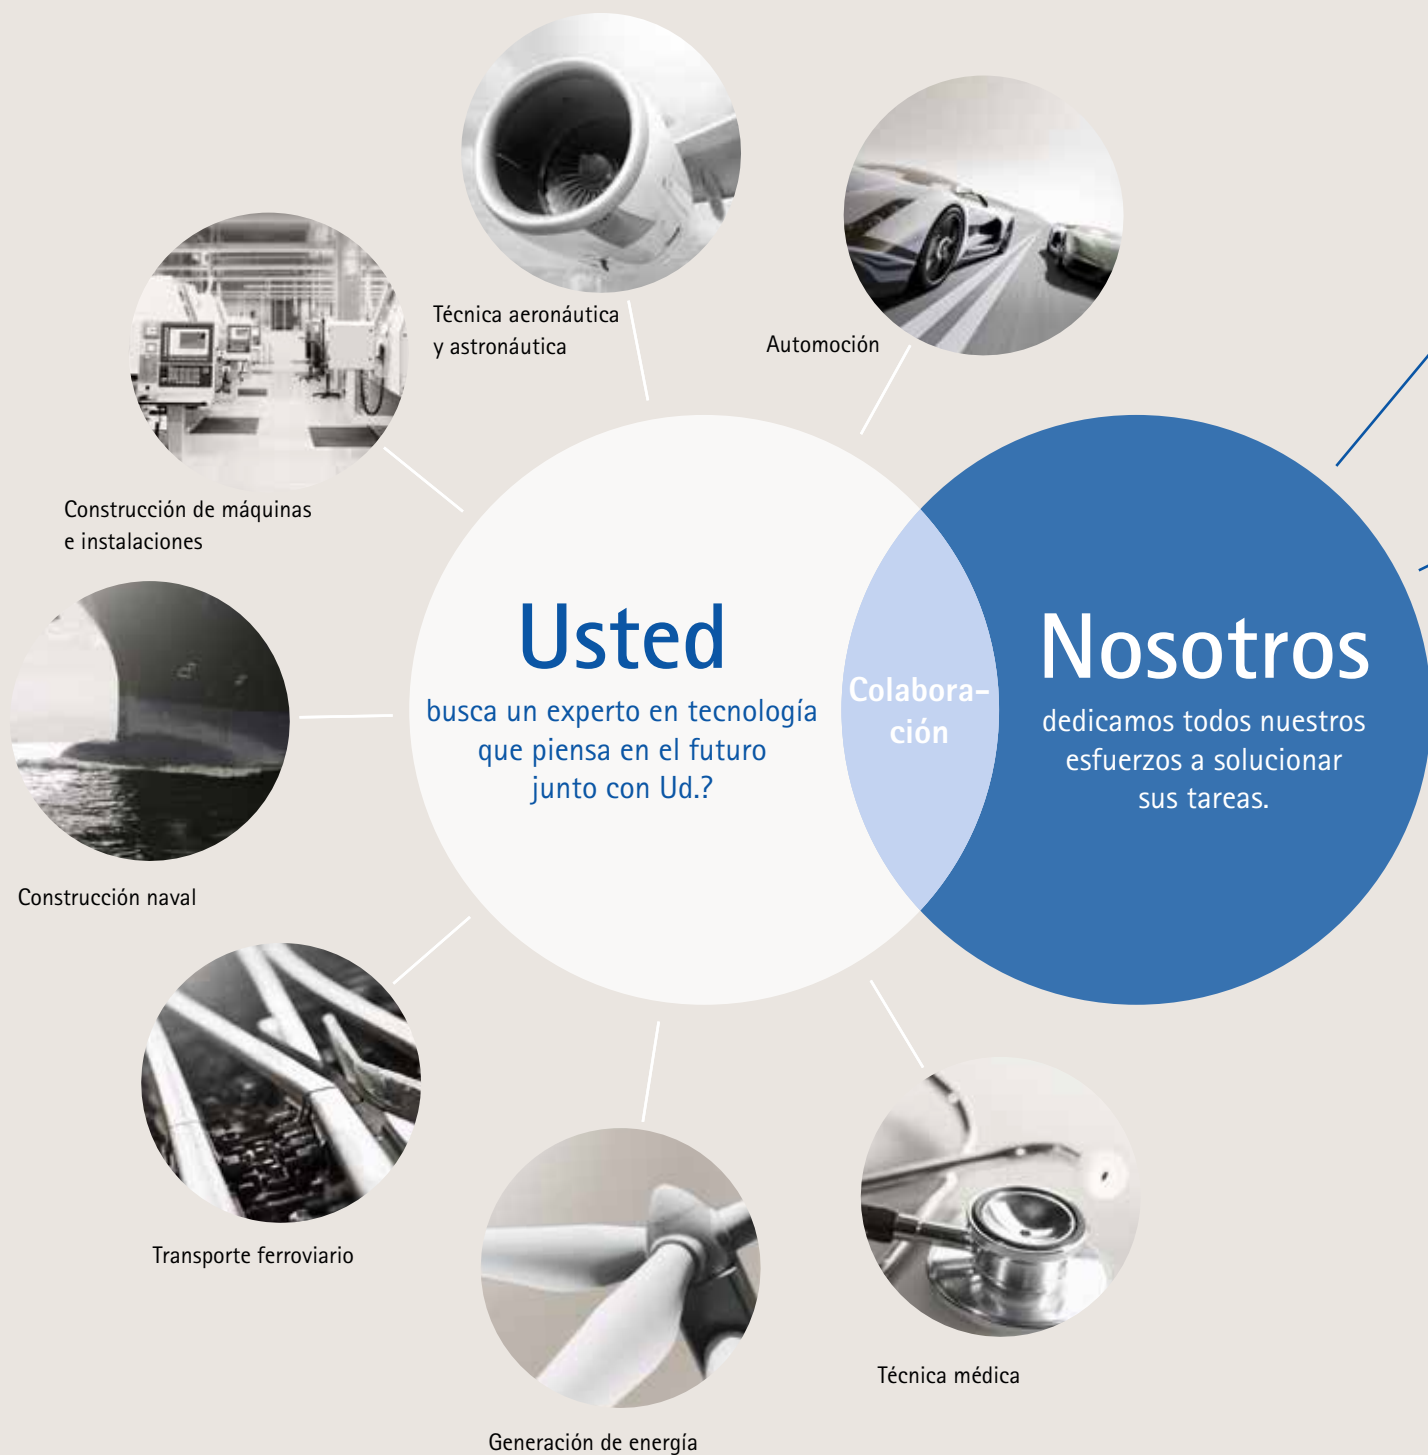 Técnica aeronáutica
y astronáutica
Automoción
Construcción de máquinas
e instalaciones
Usted
busca un experto en tecnología
que piensa en el futuro
junto con Ud.?
Colabora-
ción
Nosotros
dedicamos todos nuestros
esfuerzos a solucionar
sus tareas.
Construcción naval
Transporte ferroviario
Técnica médica
Generación de energía